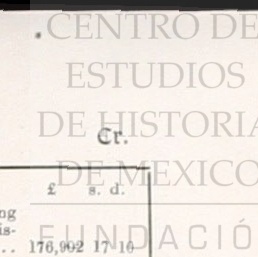 CENTRO DE
ESTUDIOS
DE HISTORIA
Cr.
DE MEXICO
£ s. d.
ng
is-
.. 176,902 17 10
FUNDACIÓ